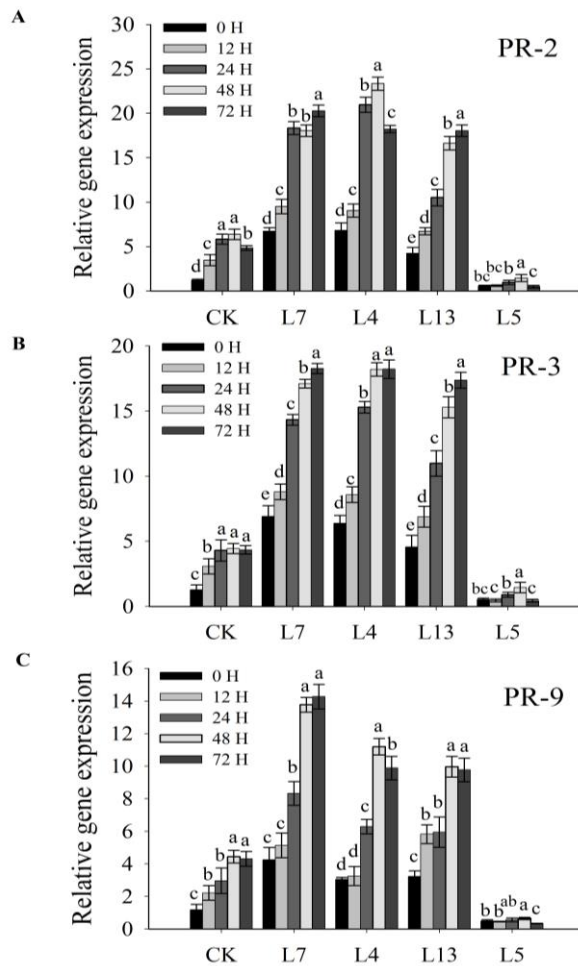 A
PR-2
0 H
12 H
24 H
48 H
72 H
Relative gene expression
30
25
20
15
10
5
0
d c a a b
d c b b a
d c b a c
e d c b a
bc bc b a c
CK L7 L4 L13 L5
B
PR-3
0 H
12 H
24 H
48 H
72 H
Relative gene expression
20
15
10
5
0
c b a a a
e d c b a
d c b a a
e d c b a
bc c b a c
CK L7 L4 L13 L5
C
PR-9
0 H
12 H
24 H
48 H
72 H
Relative gene expression
16
14
12
10
8
6
4
2
0
c b b a a
c c b a a
d d c a b
c b b a a
b b ab a c
CK L7 L4 L13 L5